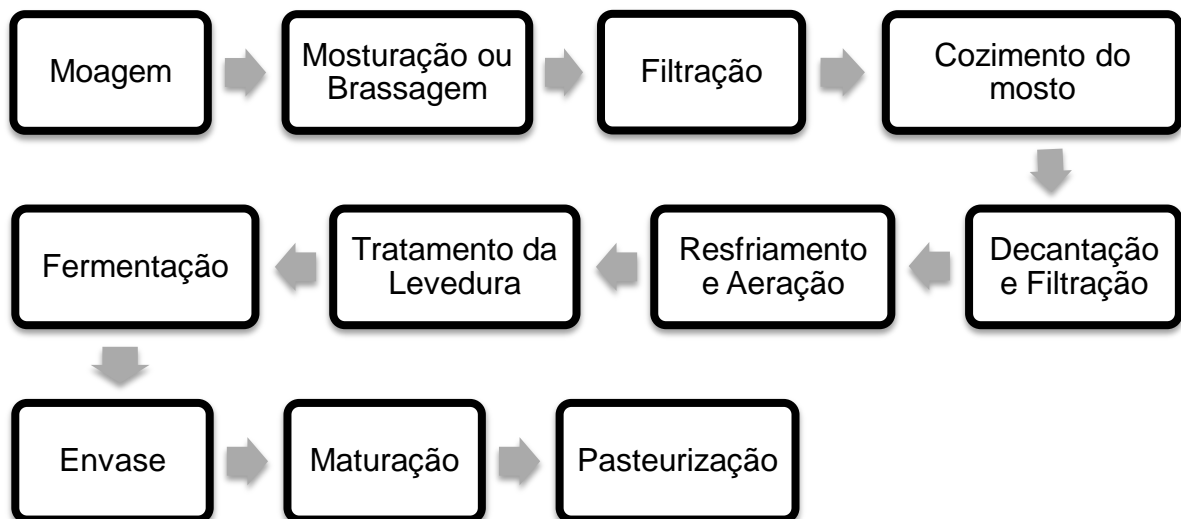 Moagem
Mosturação ou
Brassagem
Filtração
Cozimento do
mosto
Decantação
e Filtração
Resfriamento
e Aeração
Tratamento da
Levedura
Fermentação
Envase
Maturação
Pasteurização